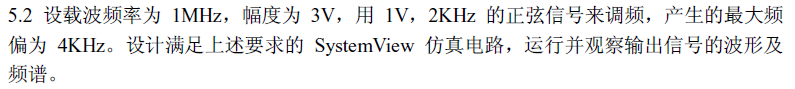 5.2 设载波频率为 1MHz，幅度为 3V，用 1V，2KHz 的正弦信号来调频，产生的最大频
偏为 4KHz。设计满足上述要求的 SystemView 仿真电路，运行并观察输出信号的波形及
频谱。